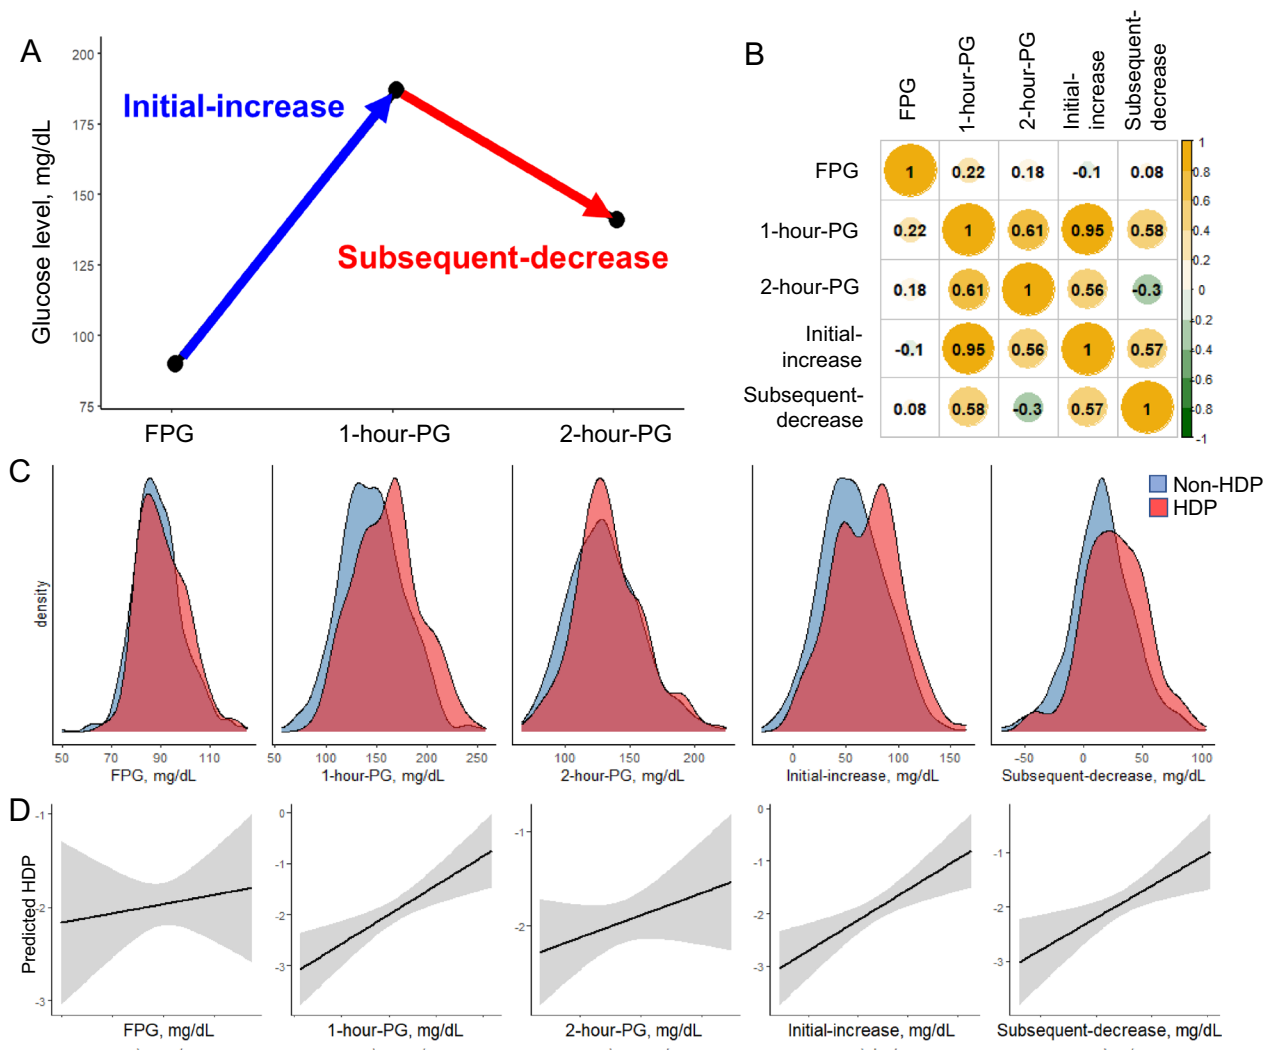 A
Glucose level, mg/dL
200
175
150
125
100
75
Initial-increase
Subsequent-decrease
FPG 1-hour-PG 2-hour-PG
B
FPG
1-hour-PG
2-hour-PG
Initial-
increase
Subsequent-
decrease
FPG 1 0.22 0.18 -0.1 0.08
1-hour-PG 0.22 1 0.61 0.95 0.58
2-hour-PG 0.18 0.61 1 0.56 -0.3
Initial-
increase
-0.1 0.95 0.56 1 0.57
Subsequent-
decrease
0.08 0.58 -0.3 0.57 1
1
0.8
0.6
0.4
0.2
0
-0.2
-0.4
-0.6
-0.8
-1
C
Non-HDP
HDP
density
50 70 90 110
FPG, mg/dL
50 100 150 200 250
1-hour-PG, mg/dL
100 150 200
2-hour-PG, mg/dL
0 50 100 150
Initial-increase, mg/dL
-50 0 50 100
Subsequent-decrease, mg/dL
D
Predicted HDP
-1
-2
-3
FPG, mg/dL
0
-1
-2
-3
1-hour-PG, mg/dL
-1
-2
2-hour-PG, mg/dL
0
-1
-2
-3
Initial-increase, mg/dL
-1
-2
-3
Subsequent-decrease, mg/dL